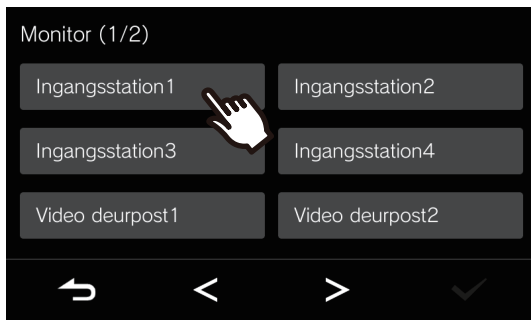 Monitor (1/2)
Ingangsstation1 Ingangsstation2
Ingangsstation3 Ingangsstation4
Video deurpost1 Video deurpost2